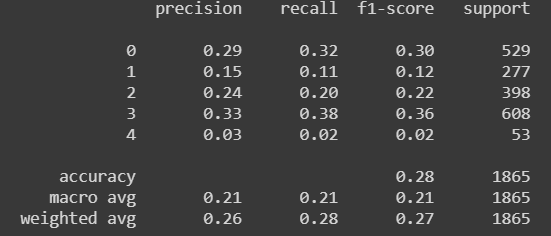 precision recall f1-score support
0 0.29 0.32 0.30 529
1 0.15 0.11 0.12 277
2 0.24 0.20 0.22 398
3 0.33 0.38 0.36 608
4 0.03 0.02 0.02 53
accuracy 0.28 1865
macro avg 0.21 0.21 0.21 1865
weighted avg 0.26 0.28 0.27 1865